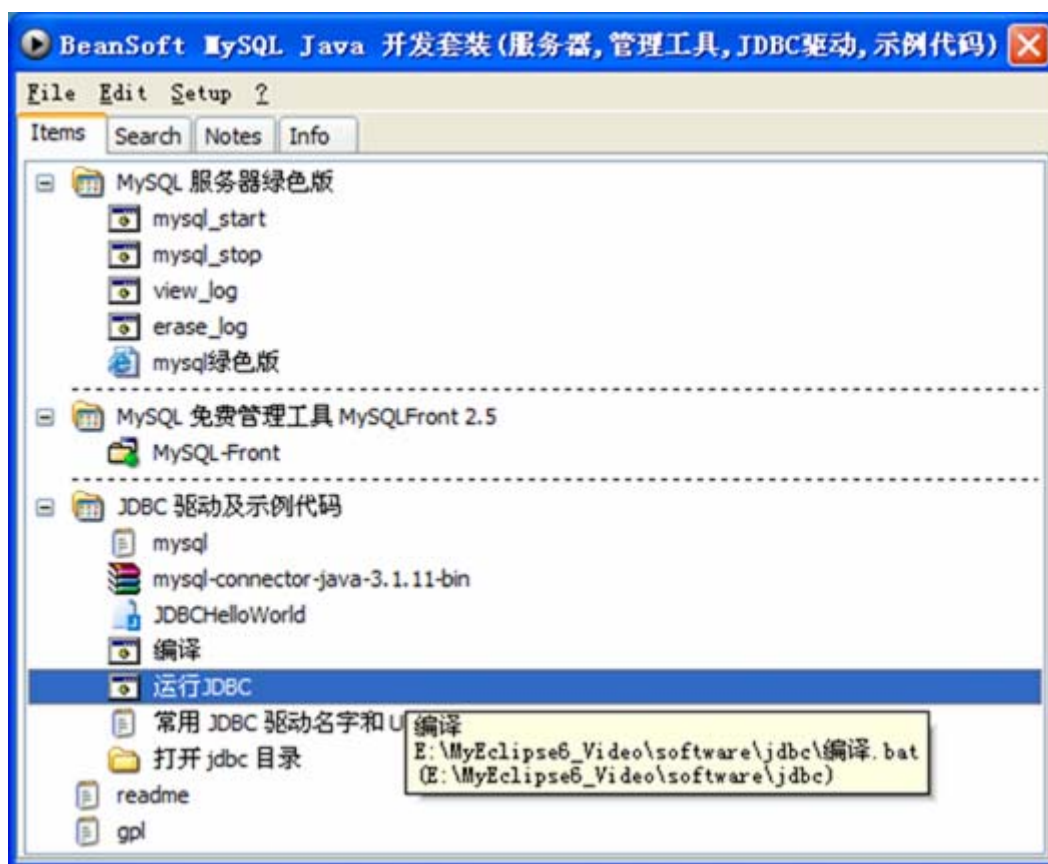 BeanSoft MySQL Java 开发套装(服务器,管理工具,JDBC驱动,示例代码)
File Edit Setup ?
Items Search Notes Info
MySQL 服务器绿色版
mysql_start
mysql_stop
view_log
erase_log
mysql绿色版
MySQL 免费管理工具 MySQLFront 2.5
MySQL-Front
JDBC 驱动及示例代码
mysql
mysql-connector-java-3.1.11-bin
JDBCHelloWorld
编译
运行JDBC
常用 JDBC 驱动名字和 U
编译
E:\MyEclipse6_Video\software\jdbc\编译.bat
(E:\MyEclipse6_Video\software\jdbc)
打开 jdbc 目录
readme
gpl